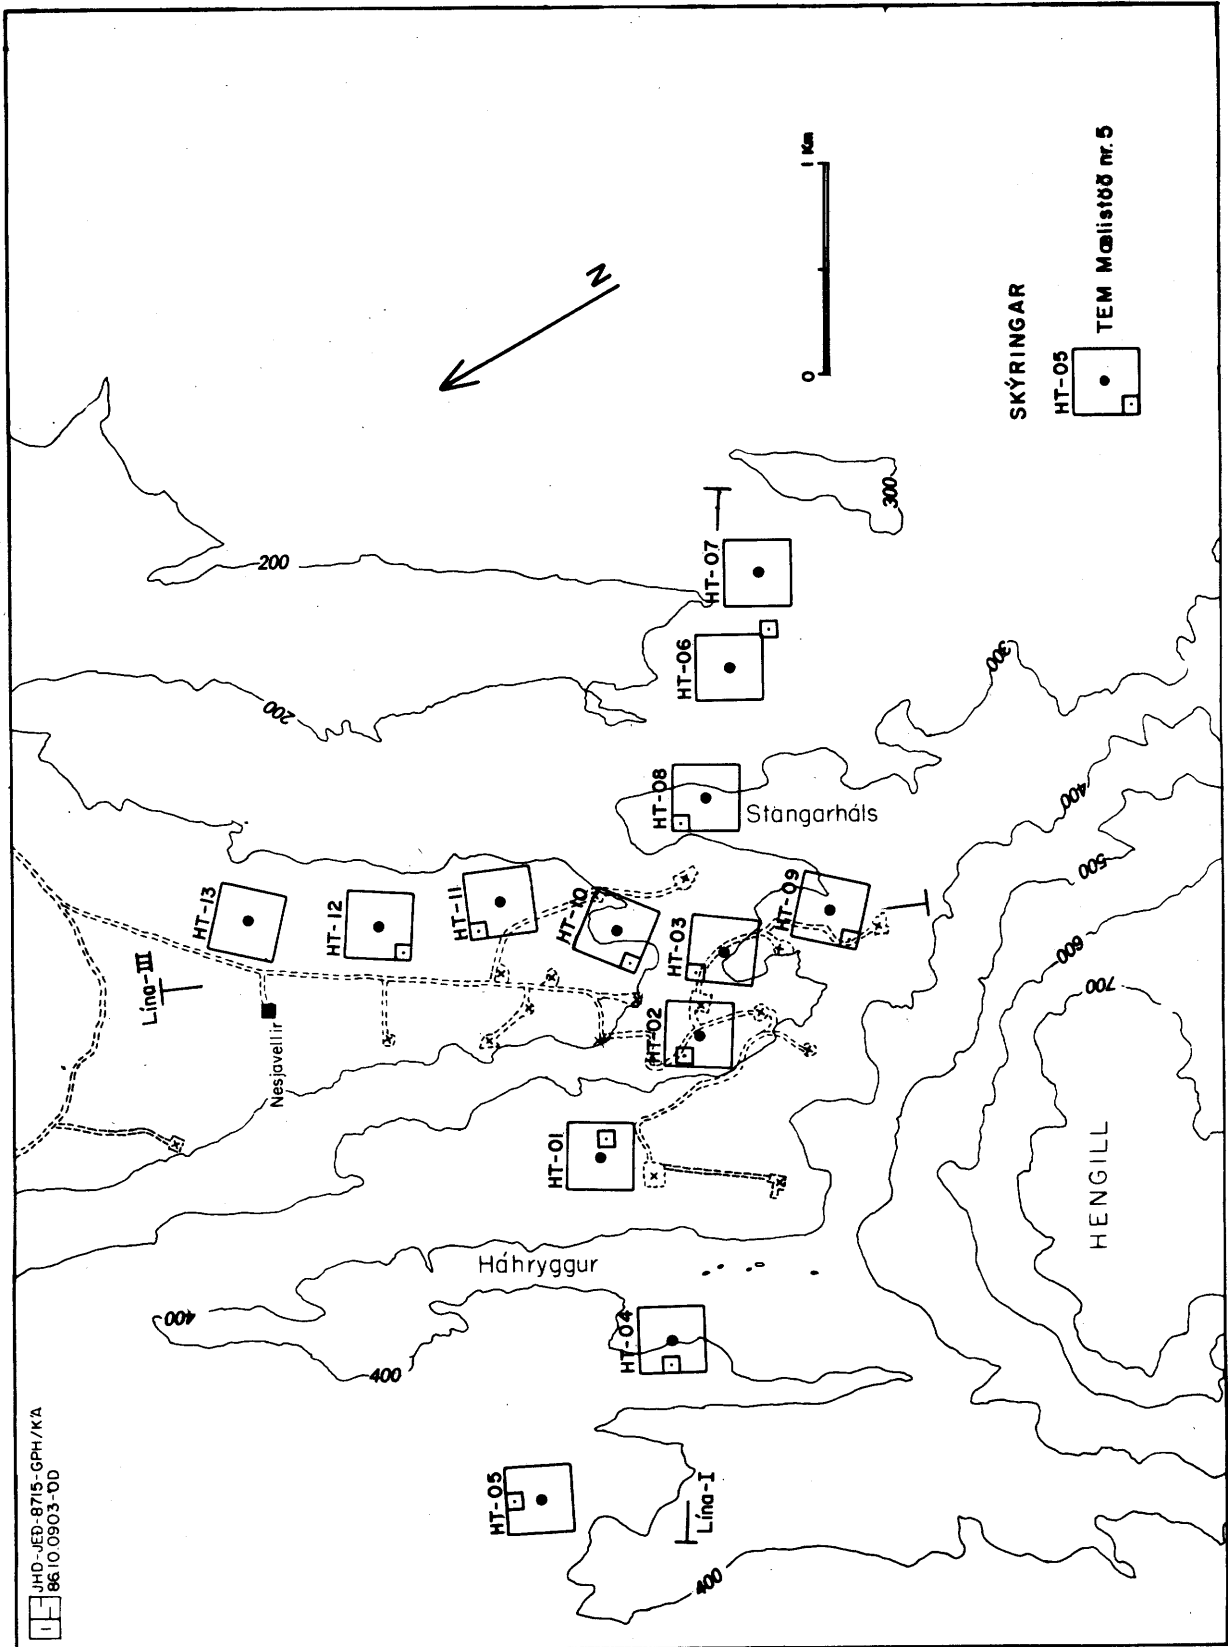 JHD-JED-8715-GPH/KA
86.10.0903-OD
HT-05
Lína-I
400
HT-04
400
400
Háhryggur
HENGILL
HT-01
HT-02
Nesjavellir
Lína-III
HT-13
HT-12
HT-11
HT-10
HT-03
HT-09
700
600
500
400
300
HT-08
Stangarháls
HT-06
HT-07
200
200
300
N
0
1 Km
SKÝRINGAR
HT-05
TEM Mælistöð nr. 5